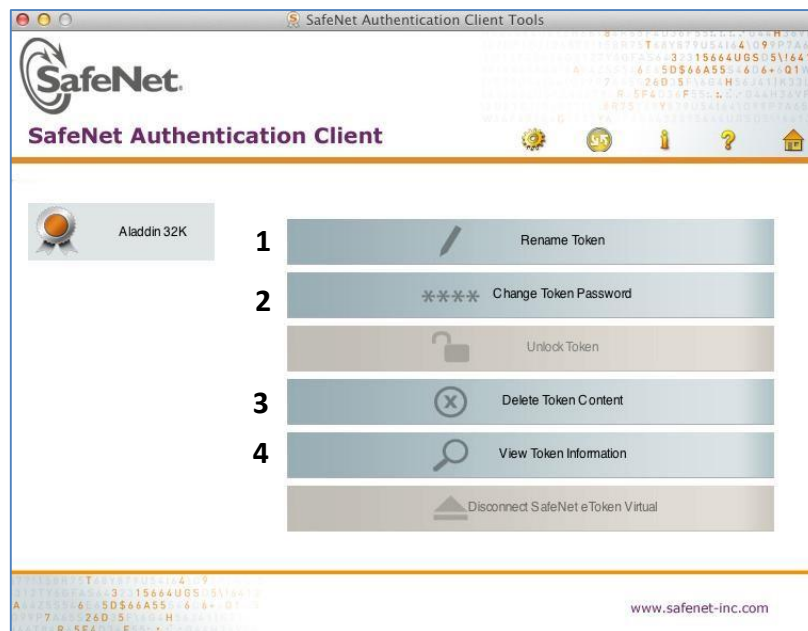 SafeNet Authentication Client Tools
SafeNet.
SafeNet Authentication Client
Aladdin 32K
1 Rename Token
2 **** Change Token Password
Unlock Token
3 Delete Token Content
4 View Token Information
Disconnect SafeNet eToken Virtual
www.safenet-inc.com